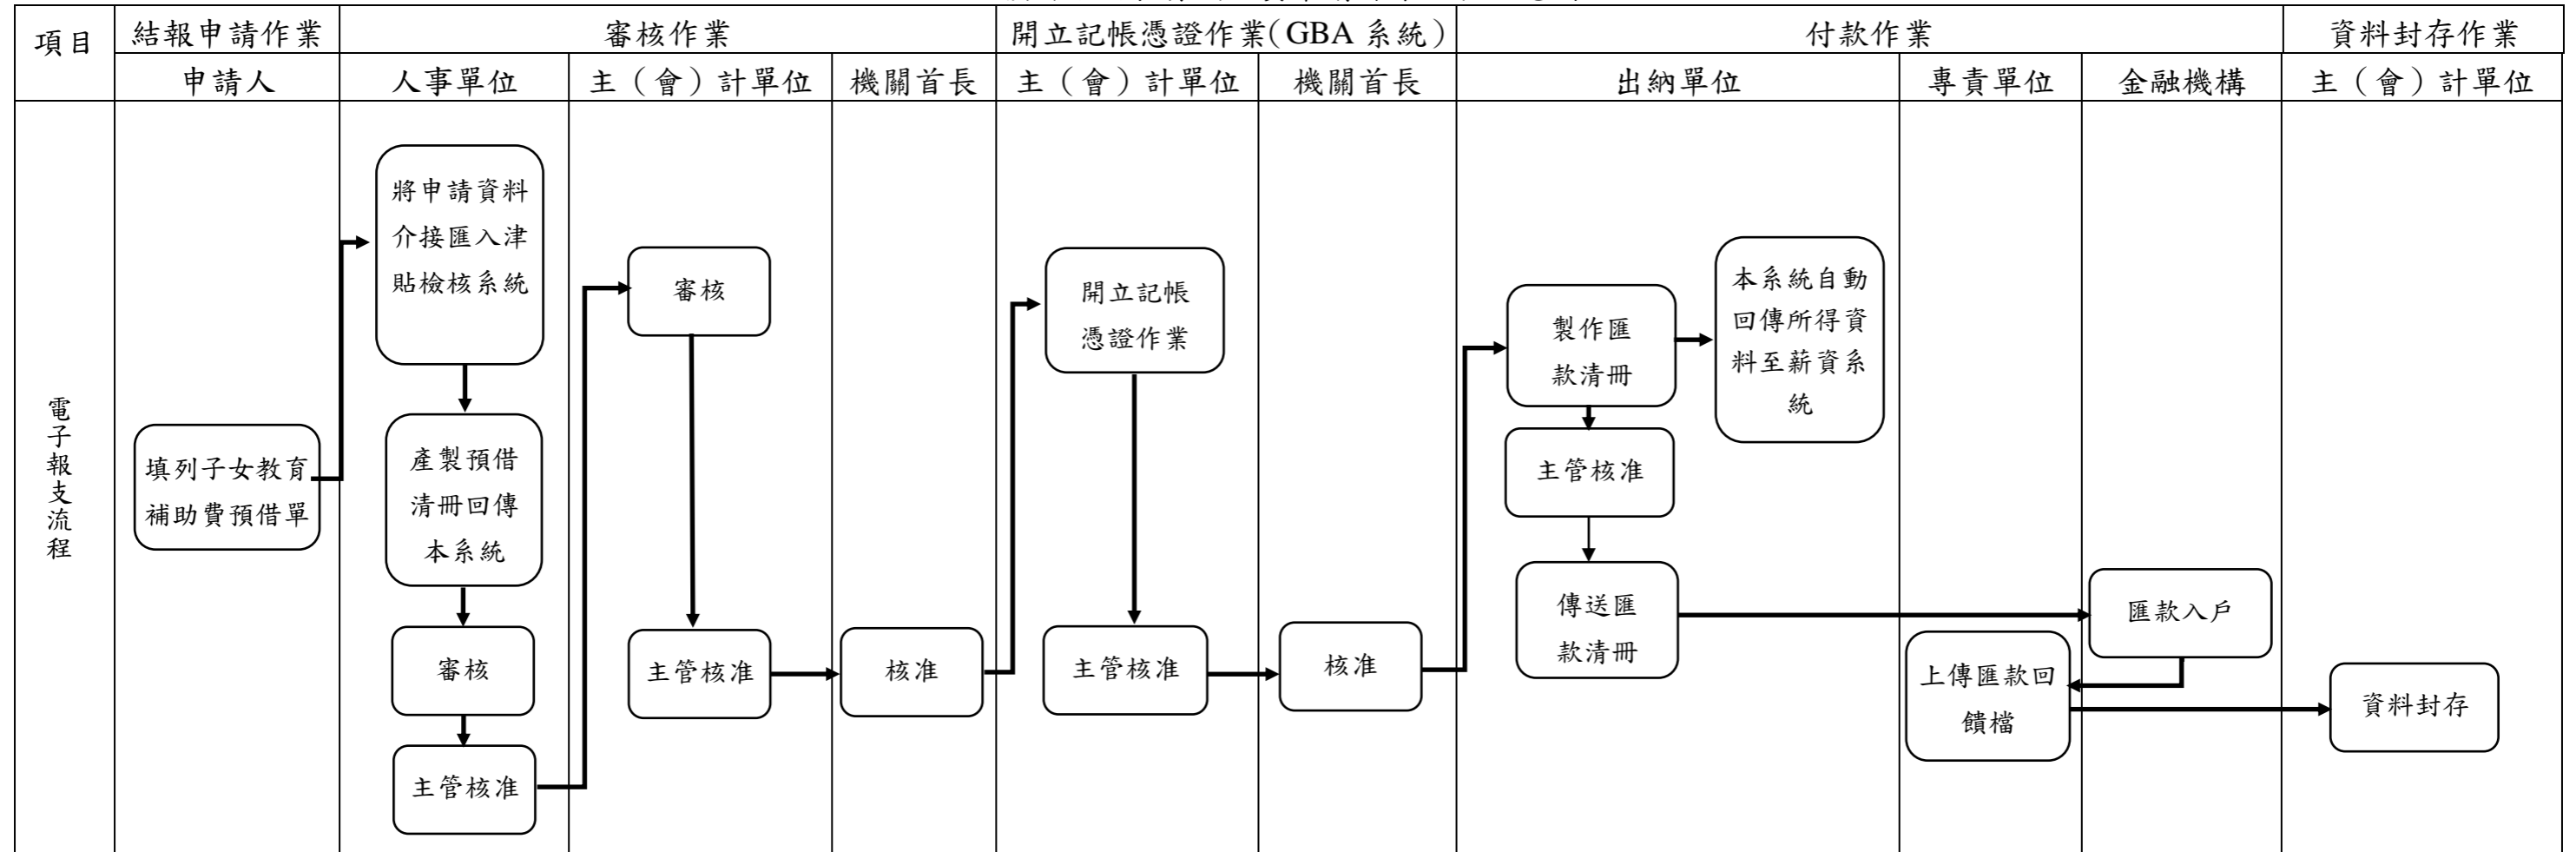 項目
結報申請作業
審核作業
開立記帳憑證作業(GBA 系統)
付款作業
資料封存作業
申請人
人事單位
主（會）計單位
機關首長
主（會）計單位
機關首長
出納單位
專責單位
金融機構
主（會）計單位
電子報支流程
填列子女教育
補助費預借單
將申請資料
介接匯入津
貼檢核系統
產製預借
清冊回傳
本系統
審核
主管核准
審核
主管核准
核准
開立記帳
憑證作業
主管核准
核准
製作匯
款清冊
本系統自動
回傳所得資
料至薪資系
統
主管核准
傳送匯
款清冊
匯款入戶
上傳匯款回
饋檔
資料封存